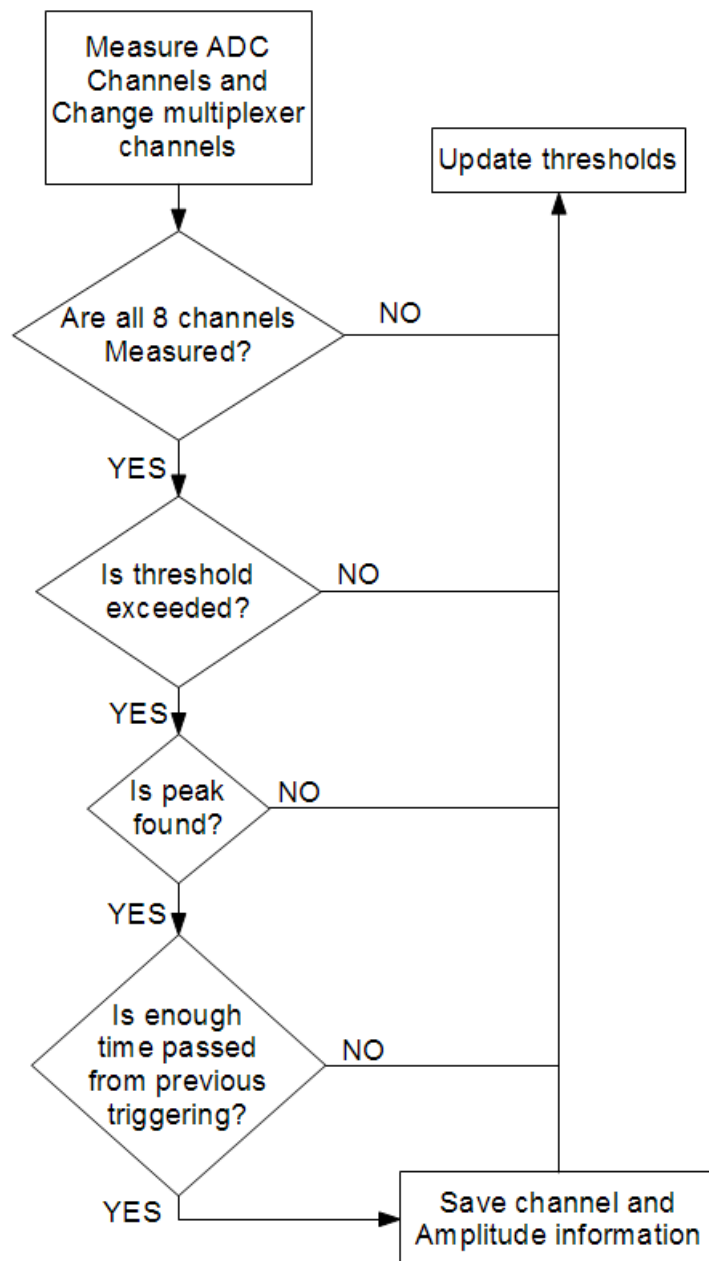 Measure ADC
Channels and
Change multiplexer
channels
Update thresholds
Are all 8 channels
Measured?
NO
YES
Is threshold
exceeded?
NO
YES
Is peak
found?
NO
YES
Is enough
time passed
from previous
triggering?
NO
YES
Save channel and
Amplitude information